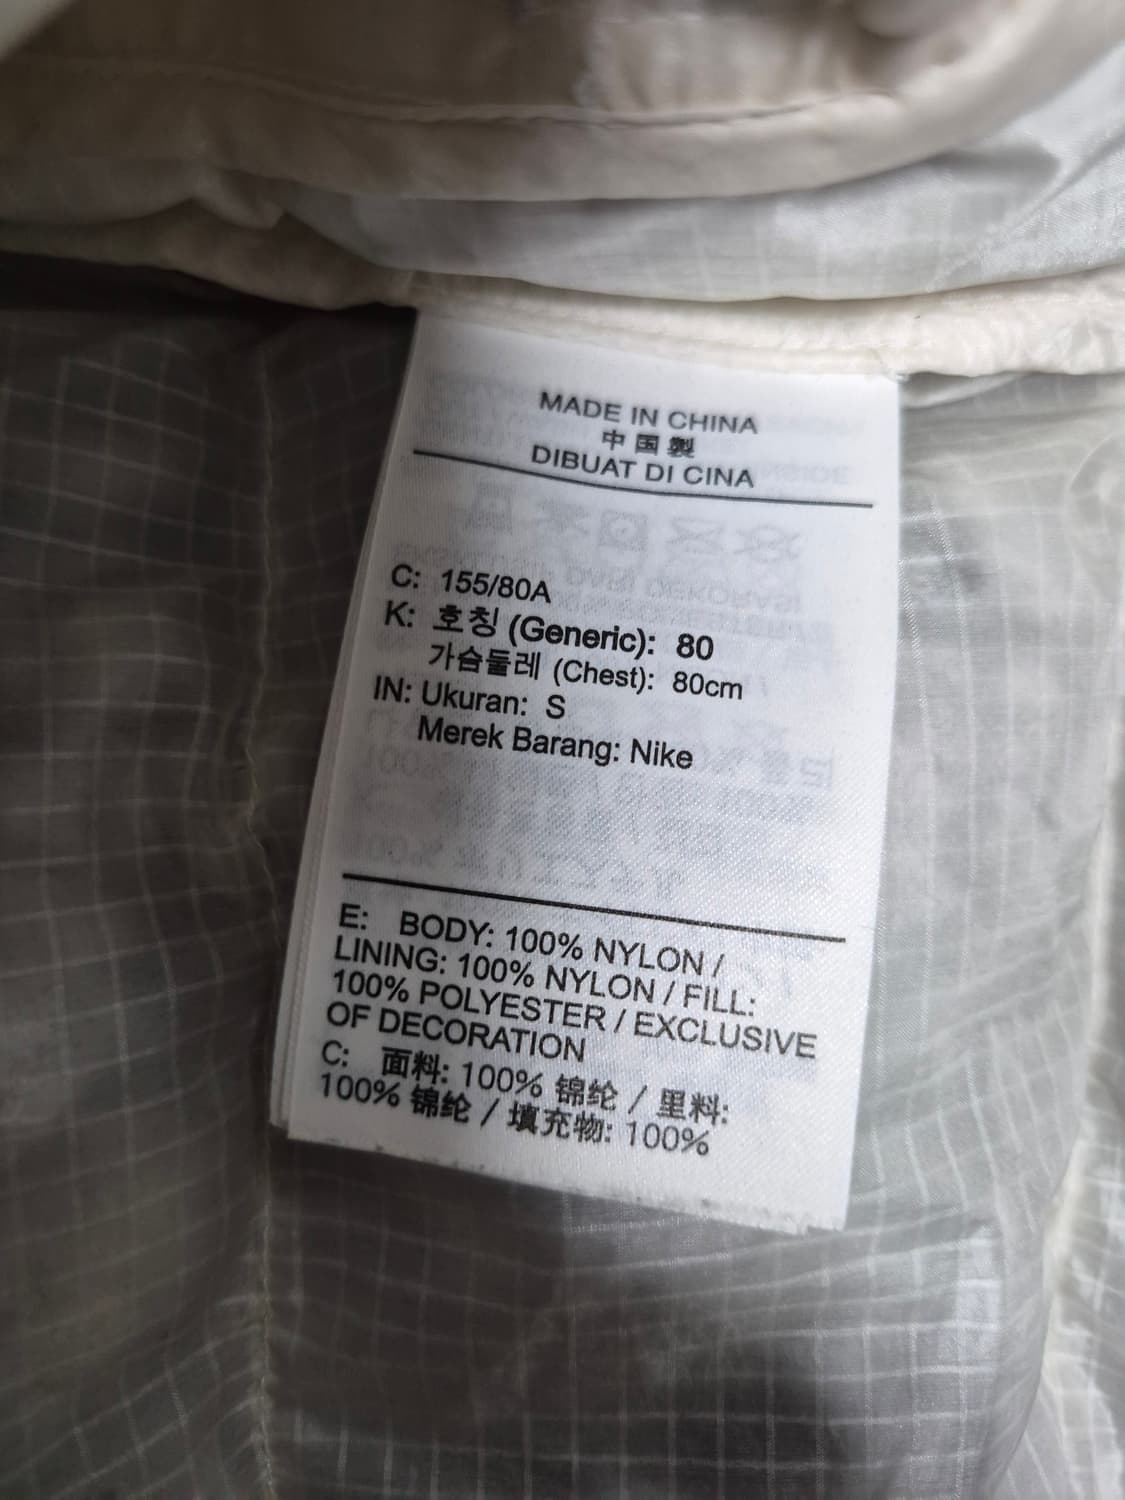 MADE IN CHINA
中国製
DIBUAT DI CINA
C: 155/80A
K: 호칭 (Generic): 80
가슴둘레 (Chest): 80cm
IN: Ukuran: S
Merek Barang: Nike
E: BODY: 100% NYLON /
LINING: 100% NYLON / FILL:
100% POLYESTER / EXCLUSIVE
OF DECORATION
C: 面料: 100% 锦纶 / 里料:
100% 锦纶 / 填充物: 100%